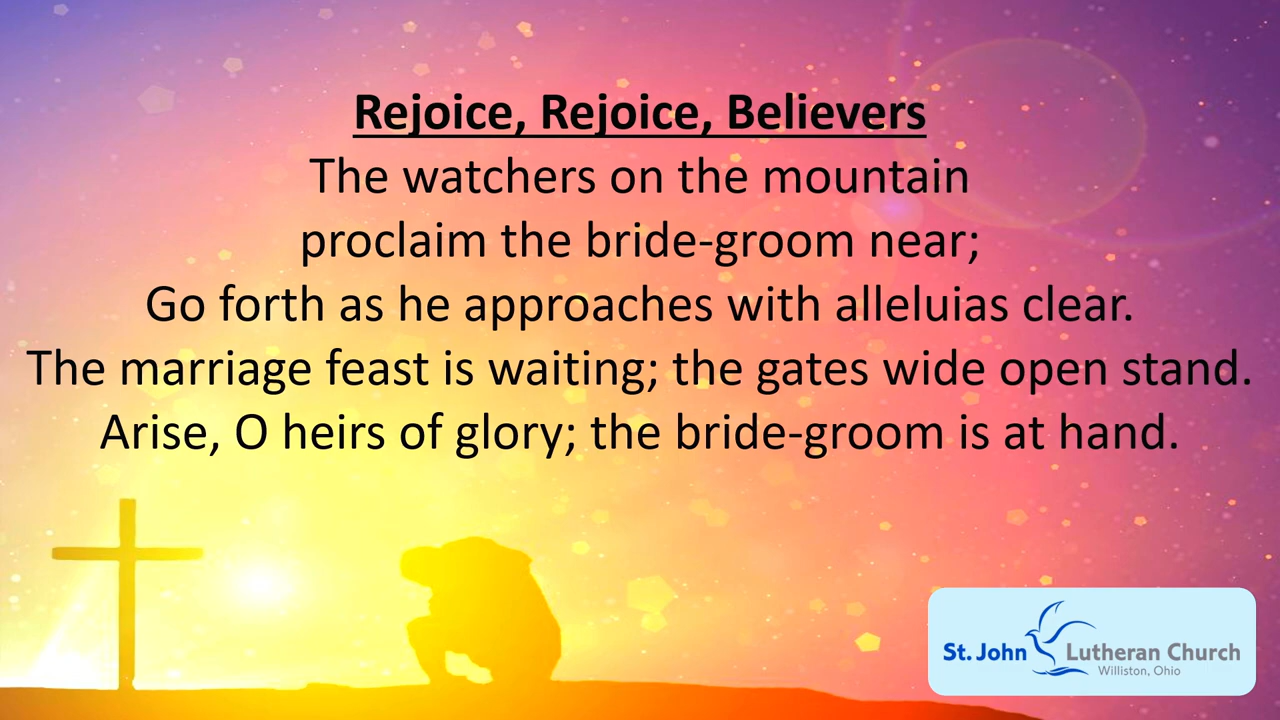 Rejoice, Rejoice, Believers
The watchers on the mountain
proclaim the bride-groom near;
Go forth as he approaches with alleluias clear.
The marriage feast is waiting; the gates wide open stand.
Arise, O heirs of glory; the bride-groom is at hand.
St. John Lutheran Church
Williston, Ohio